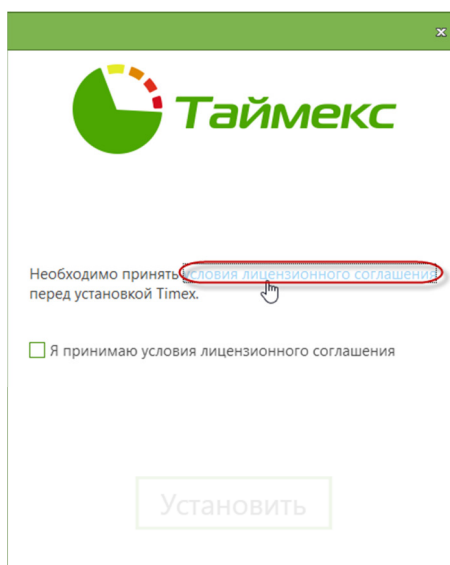 Таймекс
Необходимо принять условия лицензионного соглашения
перед установкой Timex.
Я принимаю условия лицензионного соглашения
Установить